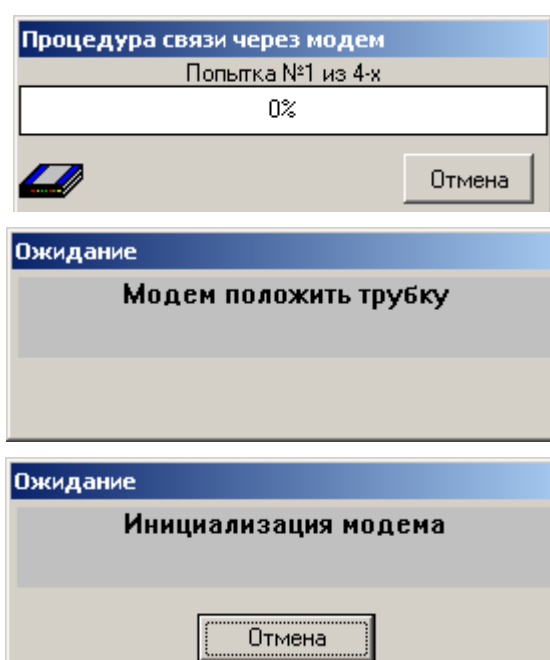 Процедура связи через модем
Попытка №1 из 4-х
0%
Отмена
Ожидание
Модем положить трубку
Ожидание
Инициализация модема
Отмена